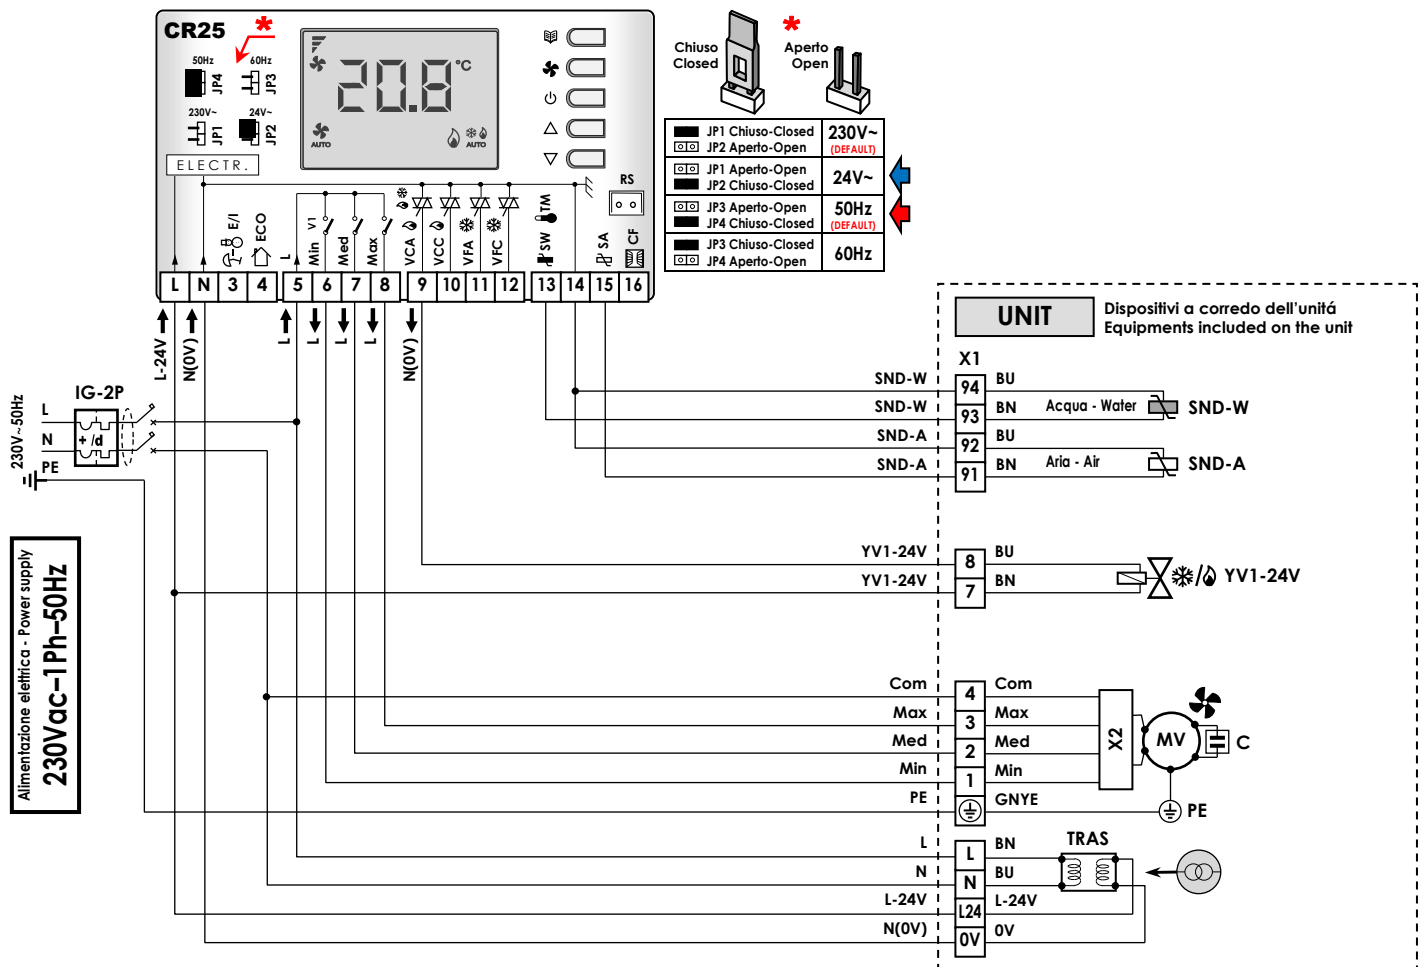 CR25
*
50Hz
JP4
60Hz
JP3
230V~
JP1
24V~
JP2
ELECTR.
20.8 °C
AUTO
AUTO
RS
E/I
ECO
L
Min
V1
Med
Max
VCA
VCC
VFA
VFC
SW
TM
SA
CF
L N 3 4 5 6 7 8 9 10 11 12 13 14 15 16
L-24V
N(0V)
L
L
L
L
N(0V)
Chiuso
Closed
*
Aperto
Open
JP1 Chiuso-Closed
JP2 Aperto-Open
230V~
(DEFAULT)
JP1 Aperto-Open
JP2 Chiuso-Closed
24V~
JP3 Aperto-Open
JP4 Chiuso-Closed
50Hz
(DEFAULT)
JP3 Chiuso-Closed
JP4 Aperto-Open
60Hz
UNIT
Dispositivi a corredo dell'unitá
Equipments included on the unit
X1
SND-W 94 BU
SND-W 93 BN Acqua - Water SND-W
SND-A 92 BU
SND-A 91 BN Aria - Air SND-A
IG-2P
230V~50Hz
L
N
PE
+ /d
YV1-24V 8 BU
YV1-24V 7 BN
YV1-24V
Alimentazione elettrica - Power supply
230Vac-1Ph-50Hz
Com 4 Com
Max 3 Max
Med 2 Med
Min 1 Min
PE GNYE PE
X2
MV
C
TRAS
L L BN
N N BU
L-24V L24 L-24V
N(0V) 0V 0V